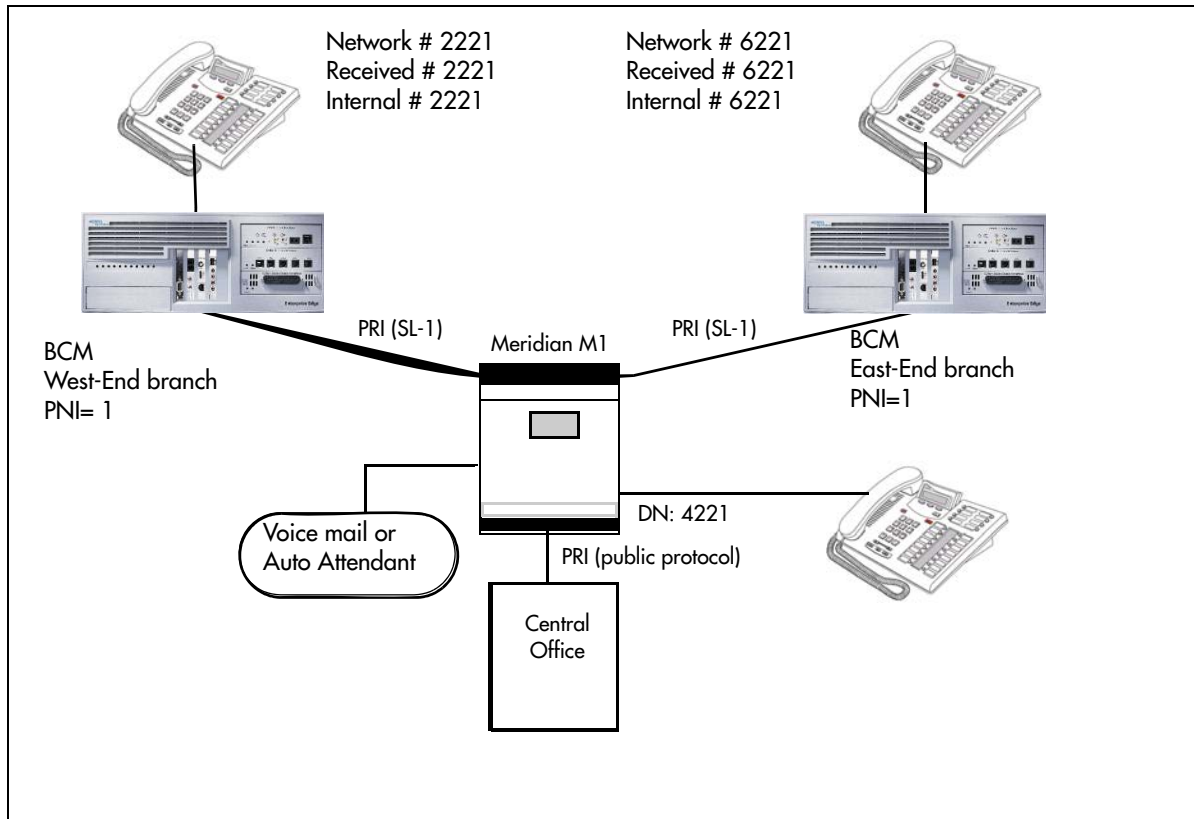 Network # 2221
Received # 2221
Internal # 2221
Network # 6221
Received # 6221
Internal # 6221
PRI (SL-1)
Meridian M1
PRI (SL-1)
BCM
West-End branch
PNI= 1
BCM
East-End branch
PNI=1
DN: 4221
Voice mail or
Auto Attendant
PRI (public protocol)
Central
Office